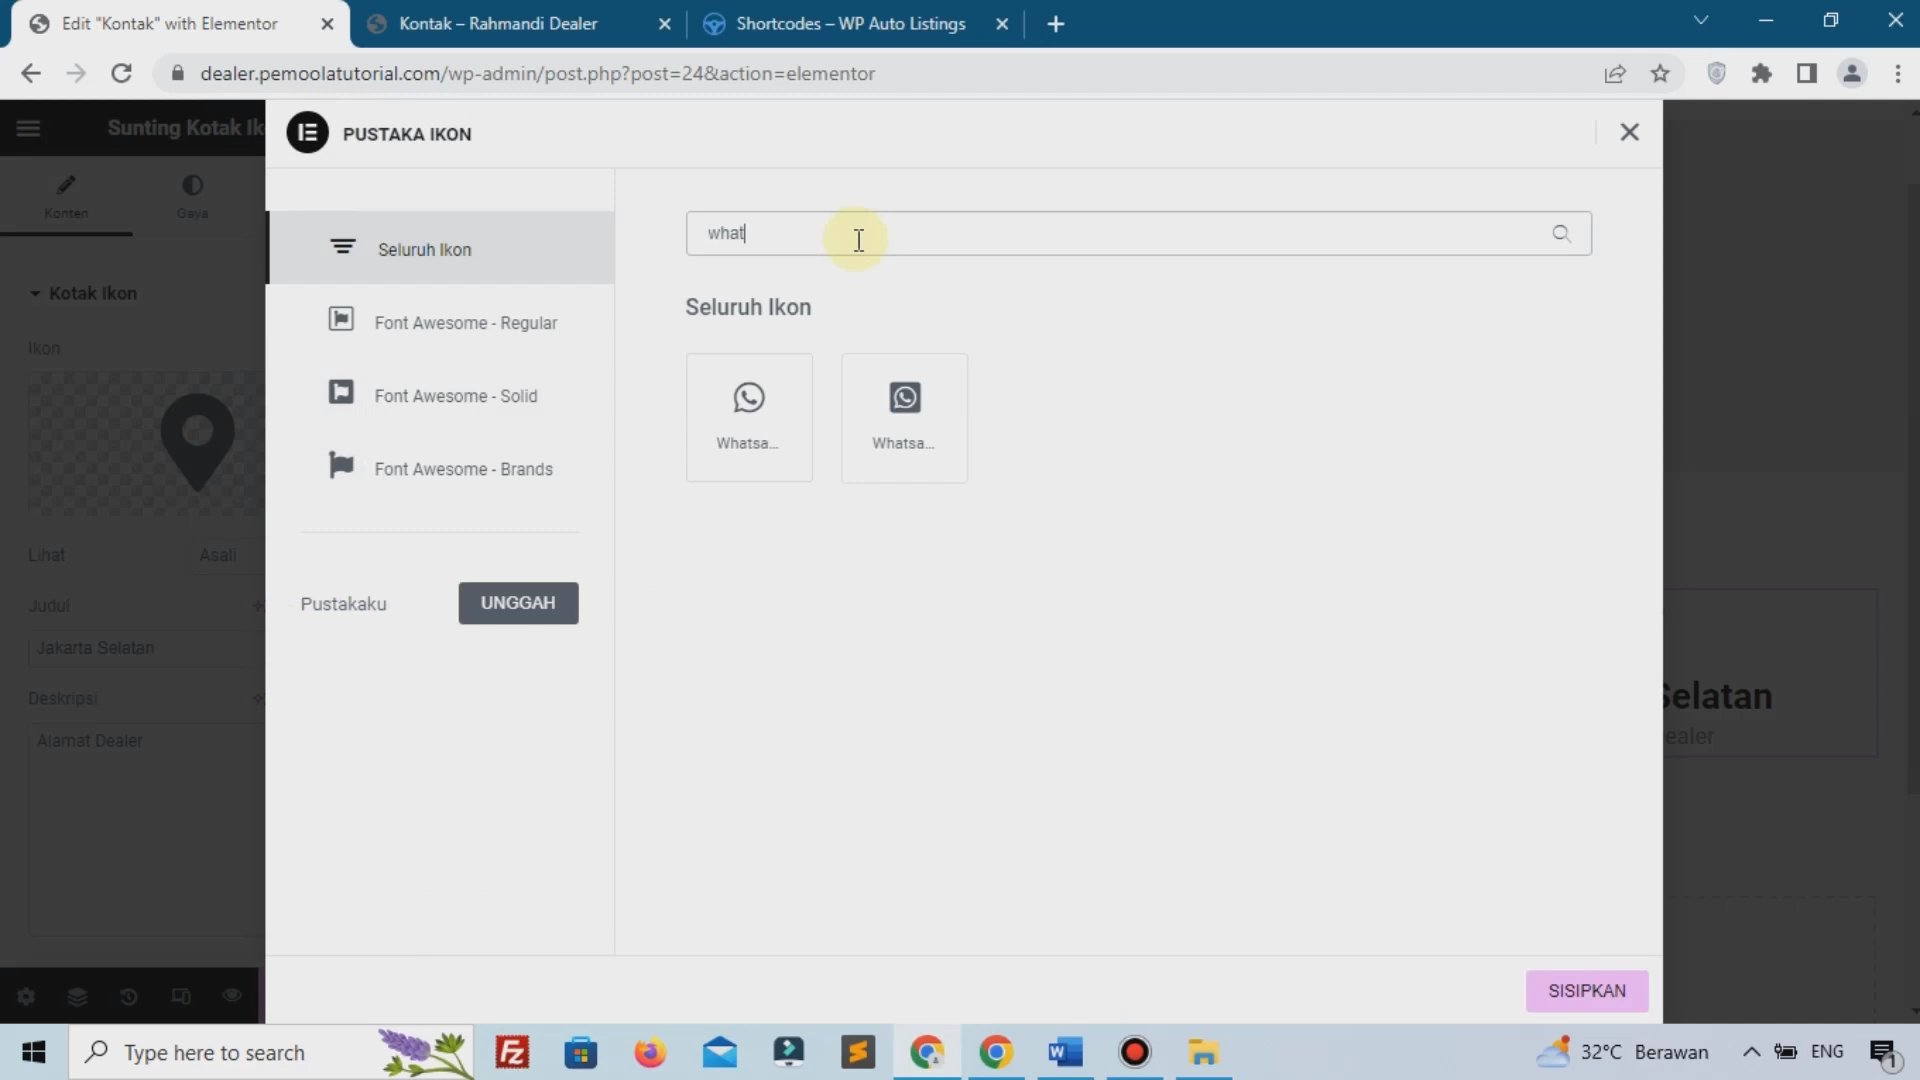 Edit "Kontak" with Elementor
Kontak – Rahmandi Dealer
Shortcodes – WP Auto Listings
dealer.pemoolatutorial.com/wp-admin/post.php?post=24&action=elementor
Sunting Kotak Ik
PUSTAKA IKON
Konten
Gaya
what
Seluruh Ikon
Font Awesome - Regular
Font Awesome - Solid
Font Awesome - Brands
Seluruh Ikon
Whatsa...
Whatsa...
Kotak Ikon
Ikon
Lihat
Asali
Judul
Jakarta Selatan
Deskripsi
Alamat Dealer
Pustakaku
UNGGAH
Selatan
ealer
SISIPKAN
Type here to search
32°C Berawan
ENG
1